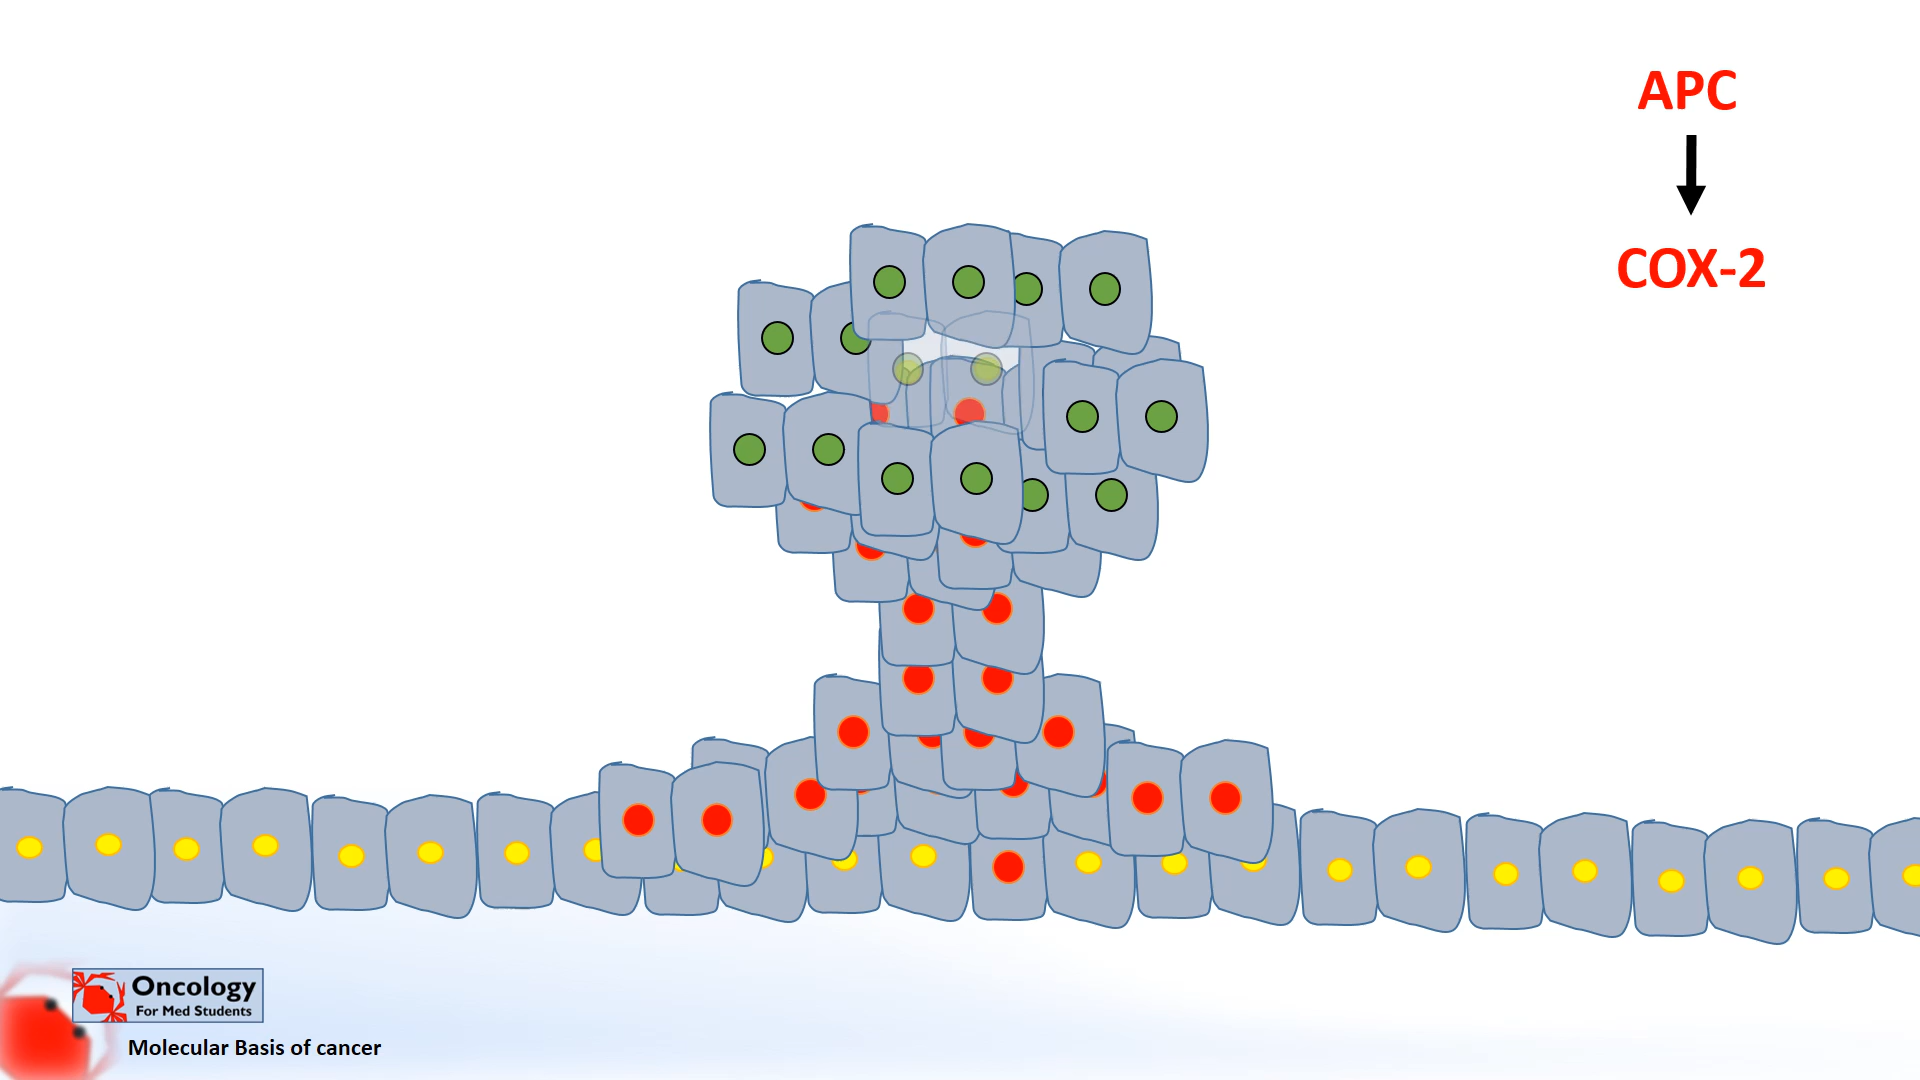 APC
COX-2
Oncology
For Med Students
Molecular Basis of cancer